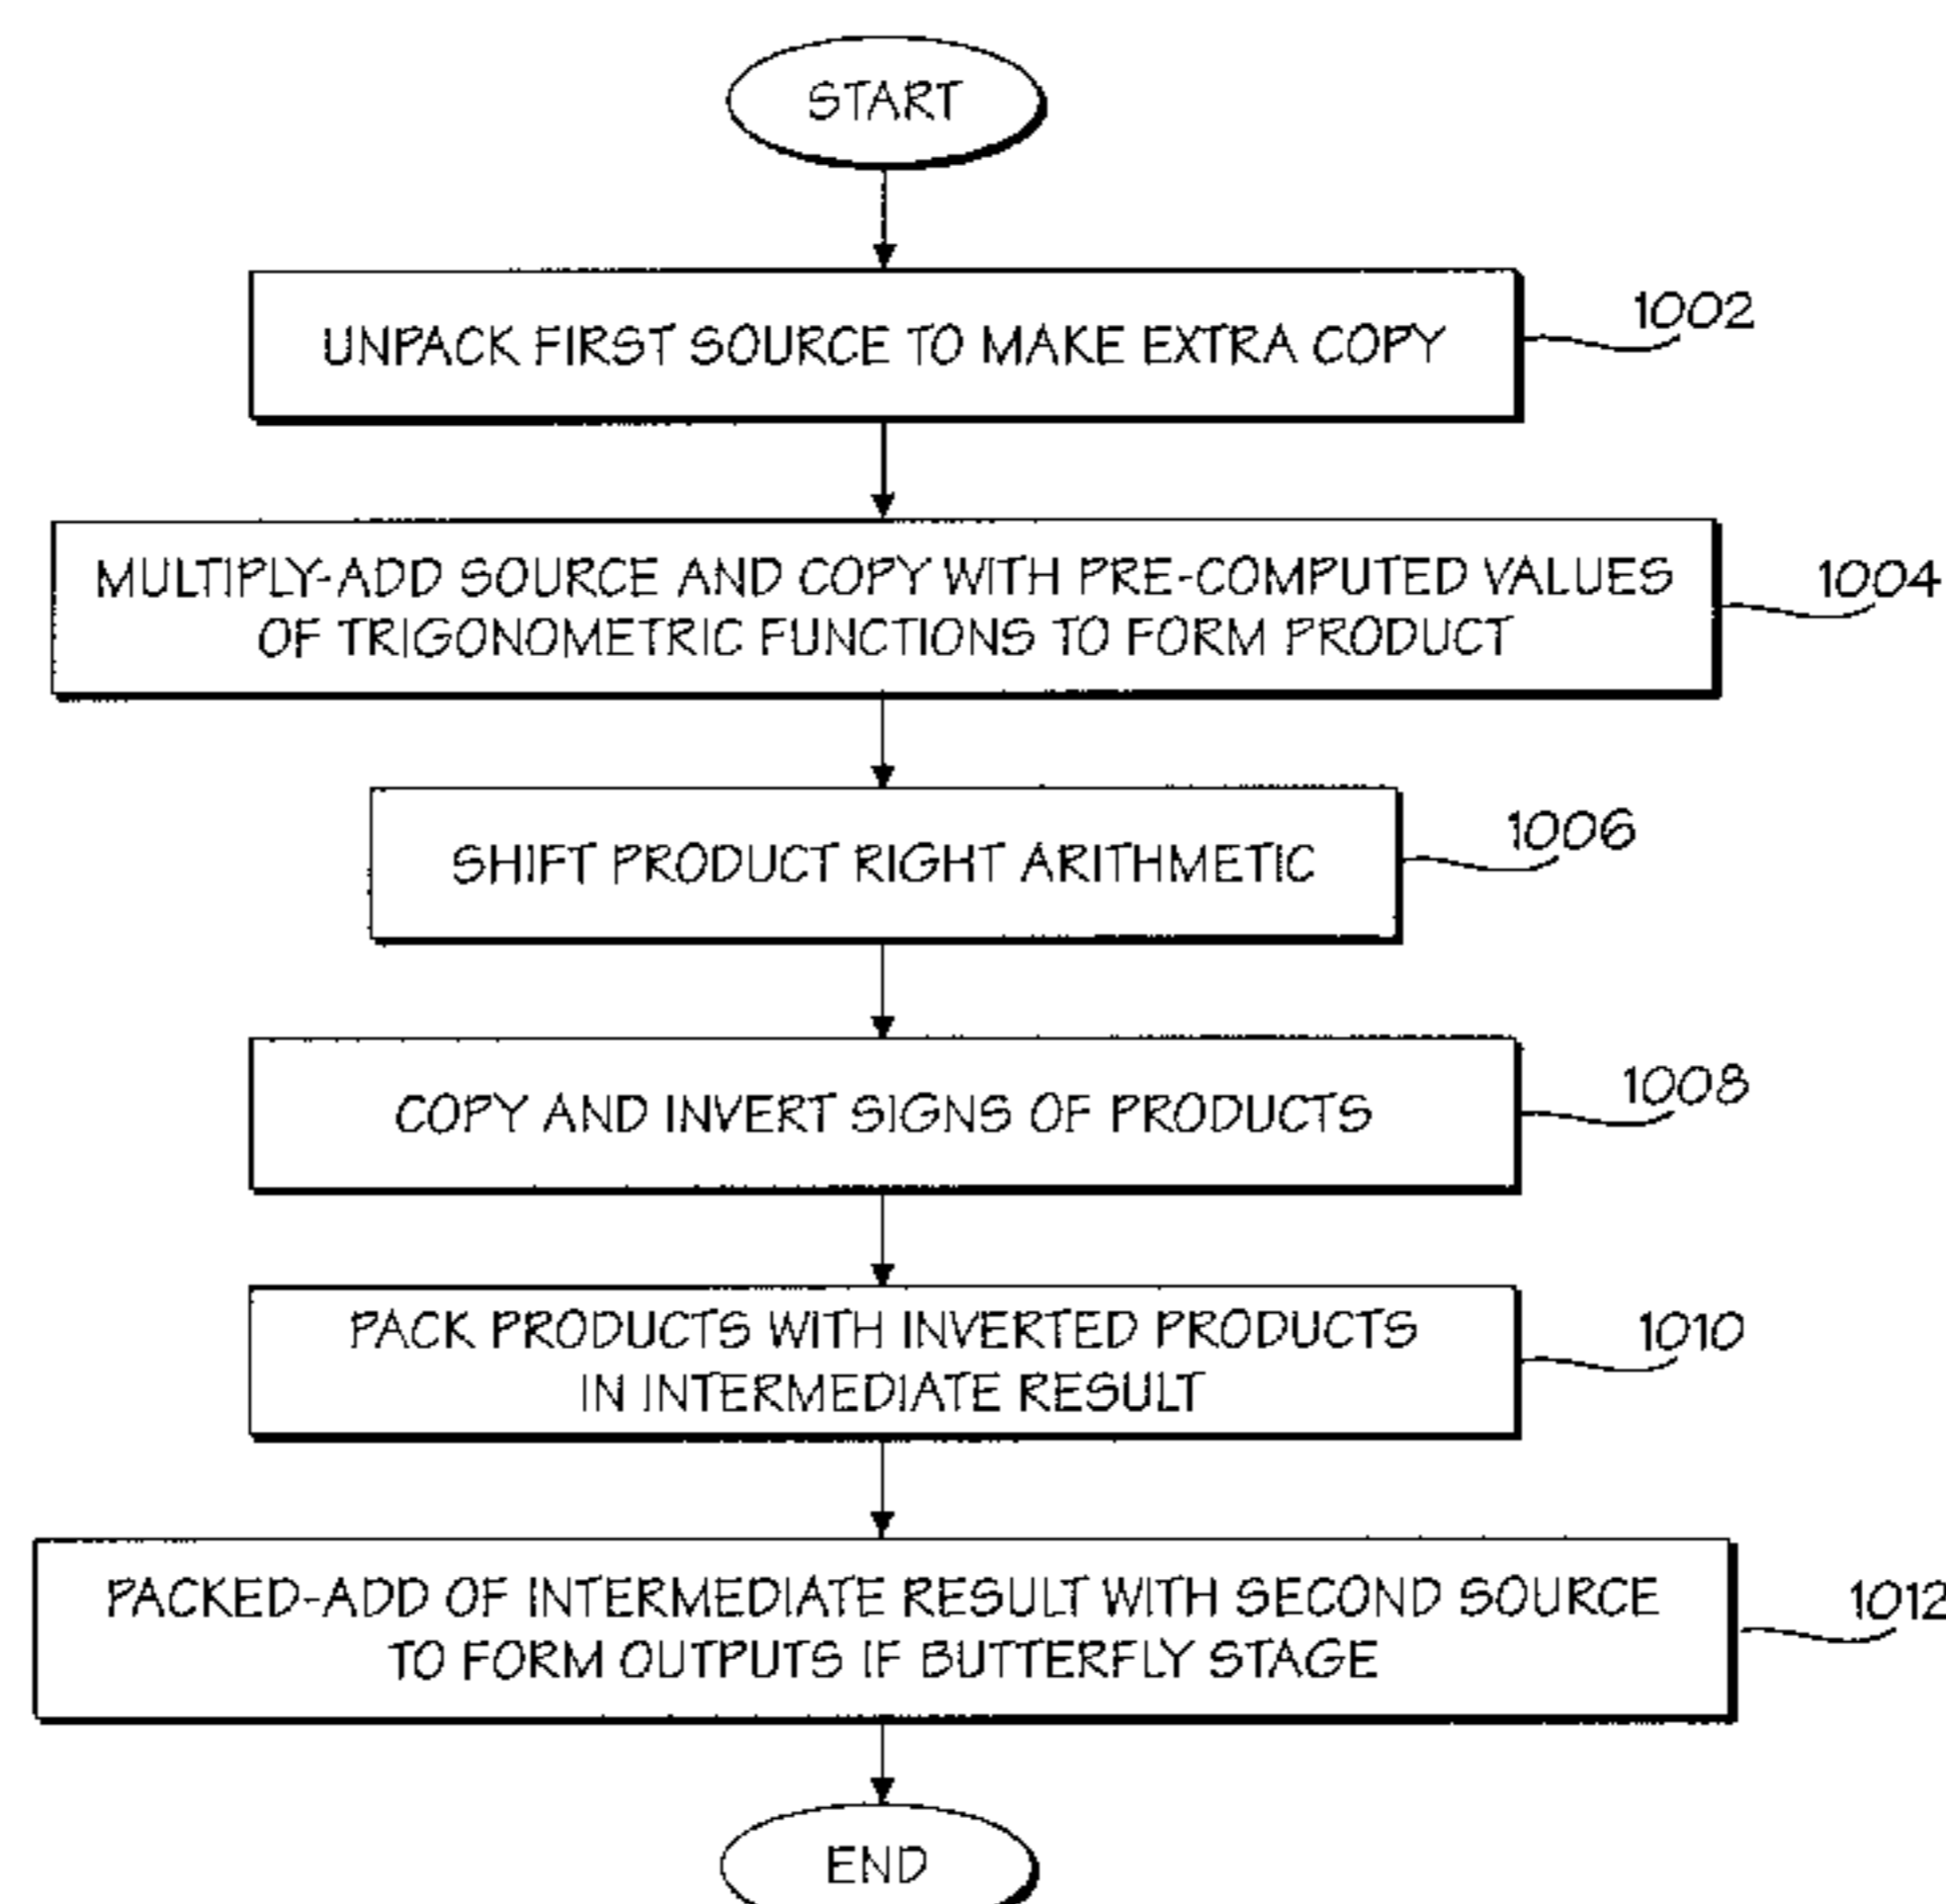 START
UNPACK FIRST SOURCE TO MAKE EXTRA COPY
1002
MULTIPLY-ADD SOURCE AND COPY WITH PRE-COMPUTED VALUES
OF TRIGONOMETRIC FUNCTIONS TO FORM PRODUCT
1004
SHIFT PRODUCT RIGHT ARITHMETIC
1006
COPY AND INVERT SIGNS OF PRODUCTS
1008
PACK PRODUCTS WITH INVERTED PRODUCTS
IN INTERMEDIATE RESULT
1010
PACKED-ADD OF INTERMEDIATE RESULT WITH SECOND SOURCE
TO FORM OUTPUTS IF BUTTERFLY STAGE
1012
END